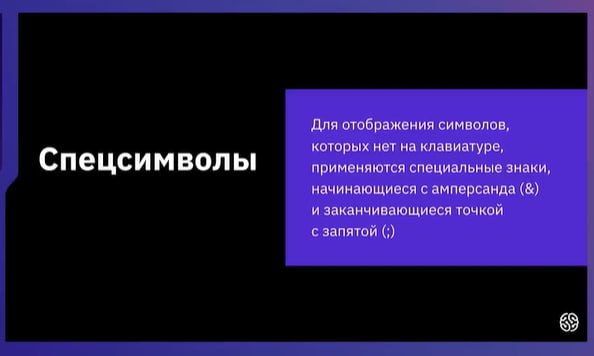 Спецсимволы
Для отображения символов,
которых нет на клавиатуре,
применяются специальные знаки,
начинающиеся с амперсанда (&)
и заканчивающиеся точкой
с запятой (;)